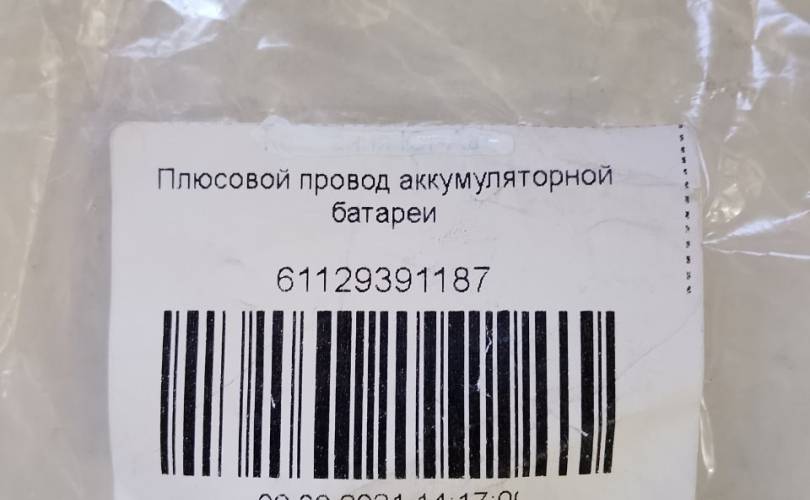 Плюсовой провод аккумуляторной
батареи
61129391187